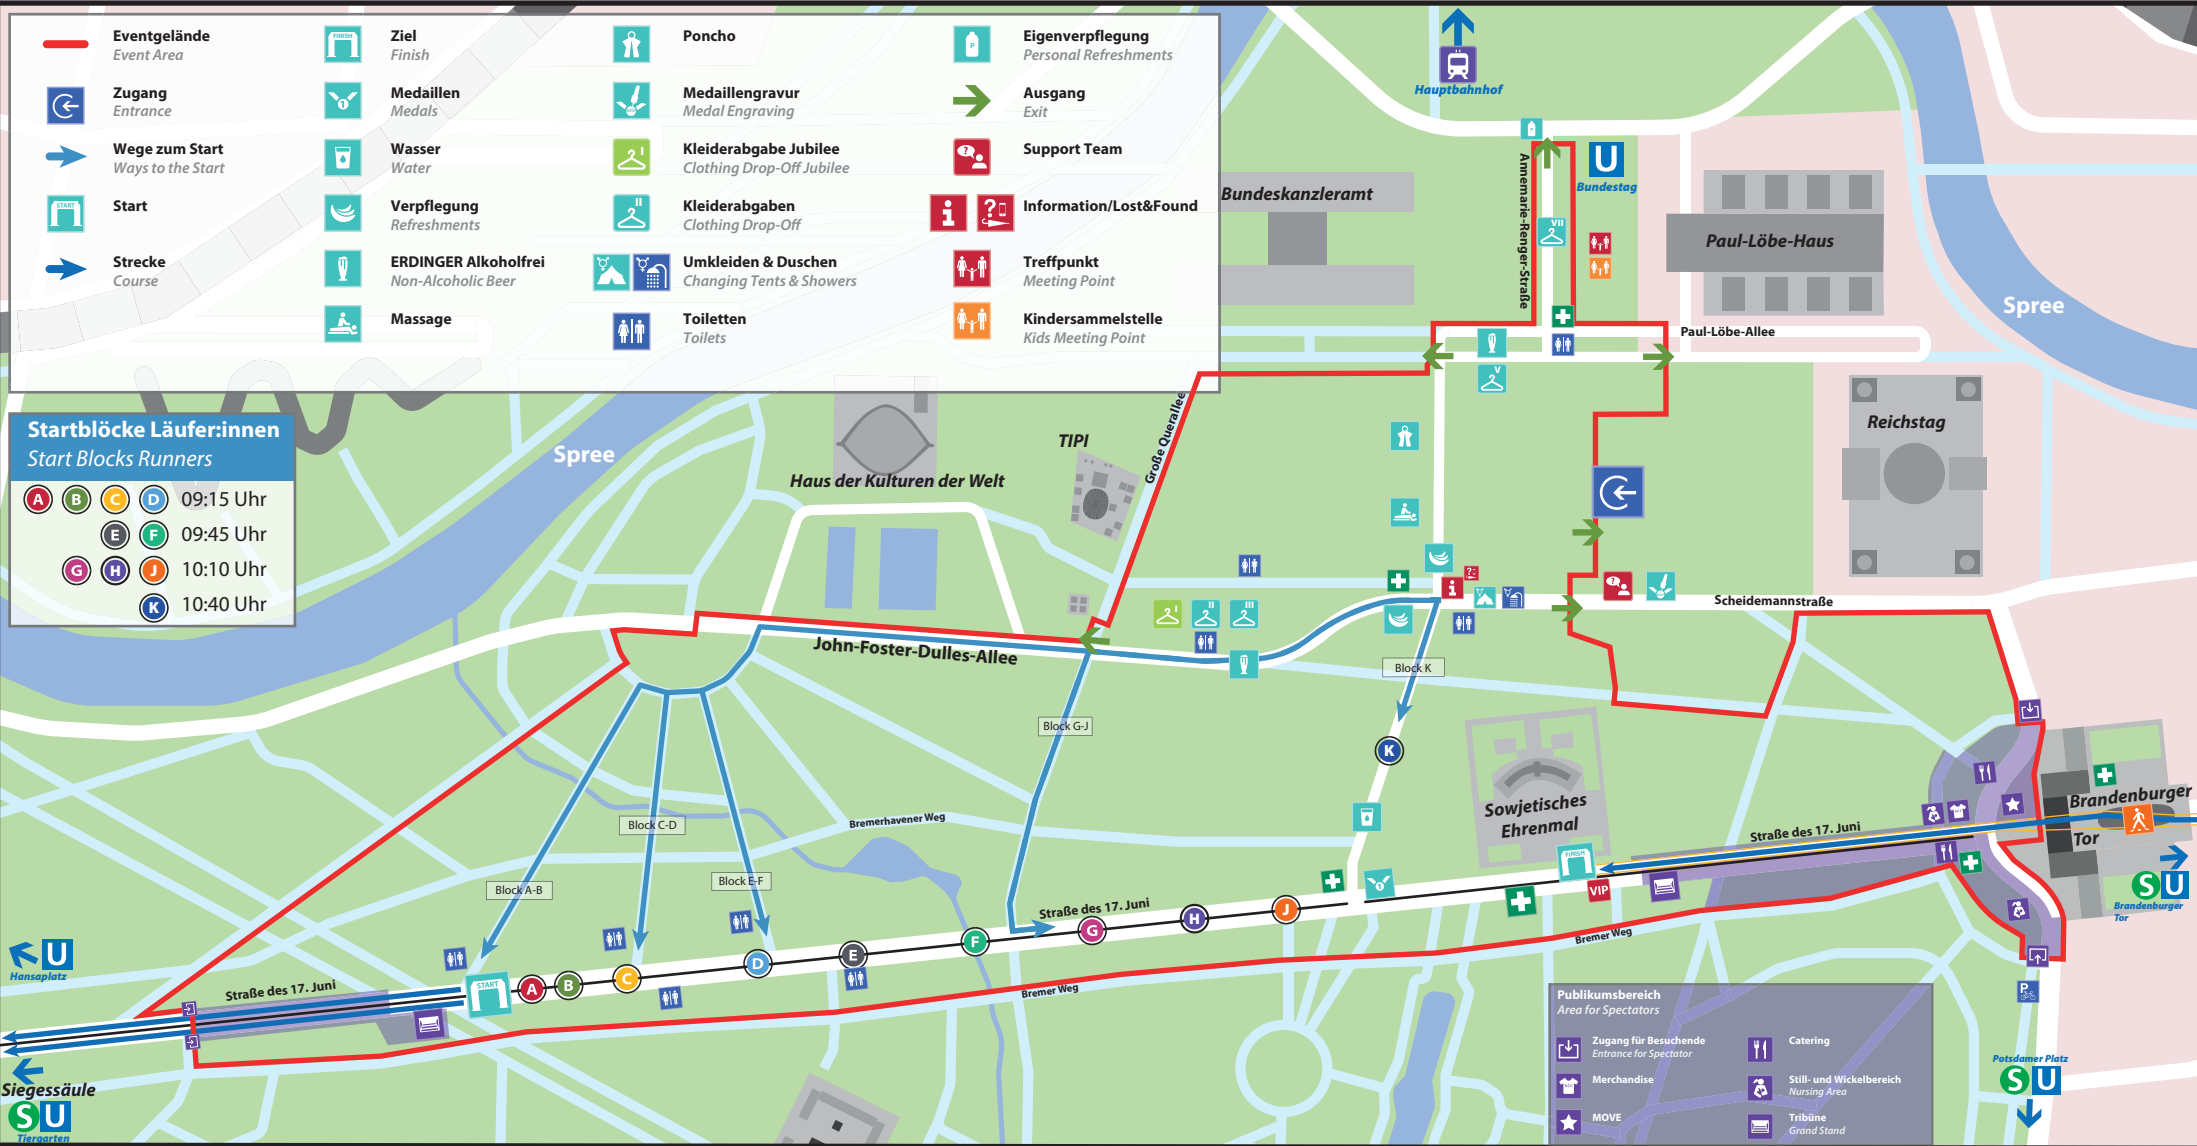 Eventgelände
Event Area
Zugang
Entrance
Wege zum Start
Ways to the Start
START
Start
Strecke
Course
FINISH
Ziel
Finish
Medaillen
Medals
Wasser
Water
Verpflegung
Refreshments
ERDINGER Alkoholfrei
Non-Alcoholic Beer
Massage
Poncho
Medaillengravur
Medal Engraving
I
Kleiderabgabe Jubilee
Clothing Drop-Off Jubilee
II
Kleiderabgaben
Clothing Drop-Off
Umkleiden & Duschen
Changing Tents & Showers
Toiletten
Toilets
P
Eigenverpflegung
Personal Refreshments
Ausgang
Exit
Support Team
Information/Lost&Found
Treffpunkt
Meeting Point
Kindersammelstelle
Kids Meeting Point
Startblöcke Läufer:innen
Start Blocks Runners
A B C D 09:15 Uhr
E F 09:45 Uhr
G H J 10:10 Uhr
K 10:40 Uhr
Hauptbahnhof
U
Bundestag
Bundeskanzleramt
Annemarie-Renger-Straße
VII
Paul-Löbe-Haus
Spree
Paul-Löbe-Allee
V
Reichstag
Spree
Haus der Kulturen der Welt
TIPI
Große Querallee
I
II
III
Scheidemannstraße
John-Foster-Dulles-Allee
Block K
Block G-J
K
Sowjetisches
Ehrenmal
Bremerhavener Weg
Block C-D
Block E-F
Block A-B
Brandenburger
Tor
Straße des 17. Juni
FINISH
VIP
S U
Brandenburger
Tor
Straße des 17. Juni
J
H
G
F
E
D
C
B
A
START
Bremer Weg
Bremer Weg
U
Hansaplatz
Straße des 17. Juni
Siegessäule
S U
Tiergarten
P
Potsdamer Platz
S U
Publikumsbereich
Area for Spectators
Zugang für Besuchende
Entrance for Spectator
Merchandise
MOVE
Catering
Still- und Wickelbereich
Nursing Area
Tribüne
Grand Stand